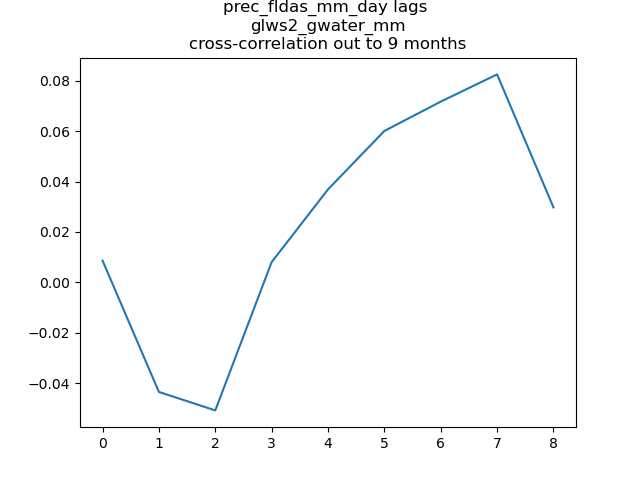 prec_fldas_mm_day lags
glws2_gwater_mm
cross-correlation out to 9 months
0.08
0.06
0.04
0.02
0.00
−0.02
−0.04
0 1 2 3 4 5 6 7 8